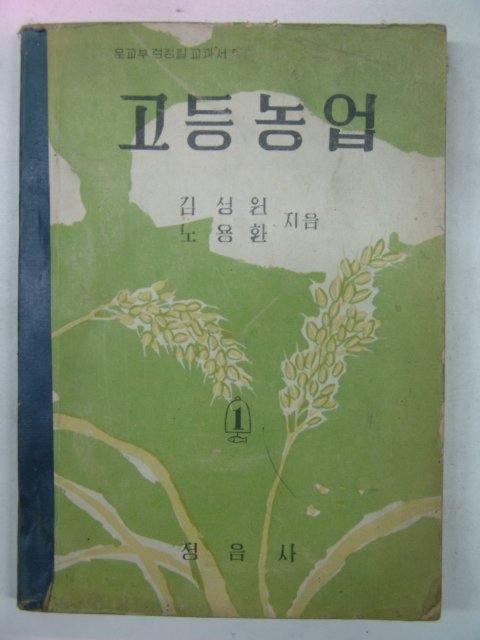 문교부 검정필 교과서
고등농업
김성원
노용환 지음
1
정음사